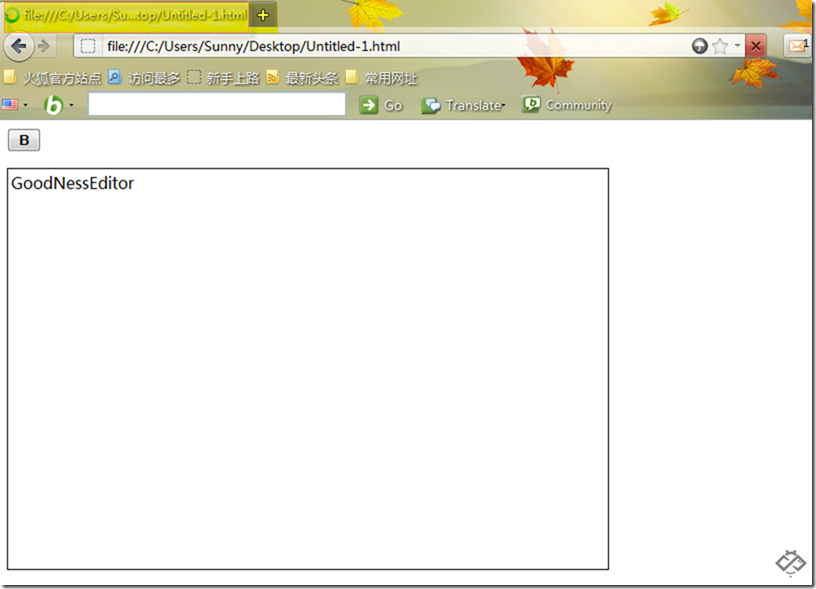 file:///C:/Users/Su...top/Untitled-1.html
file:///C:/Users/Sunny/Desktop/Untitled-1.html
1
火狐官方站点 访问最多 新手上路 最新头条 常用网址
b Go Translate Community
B
GoodNessEditor